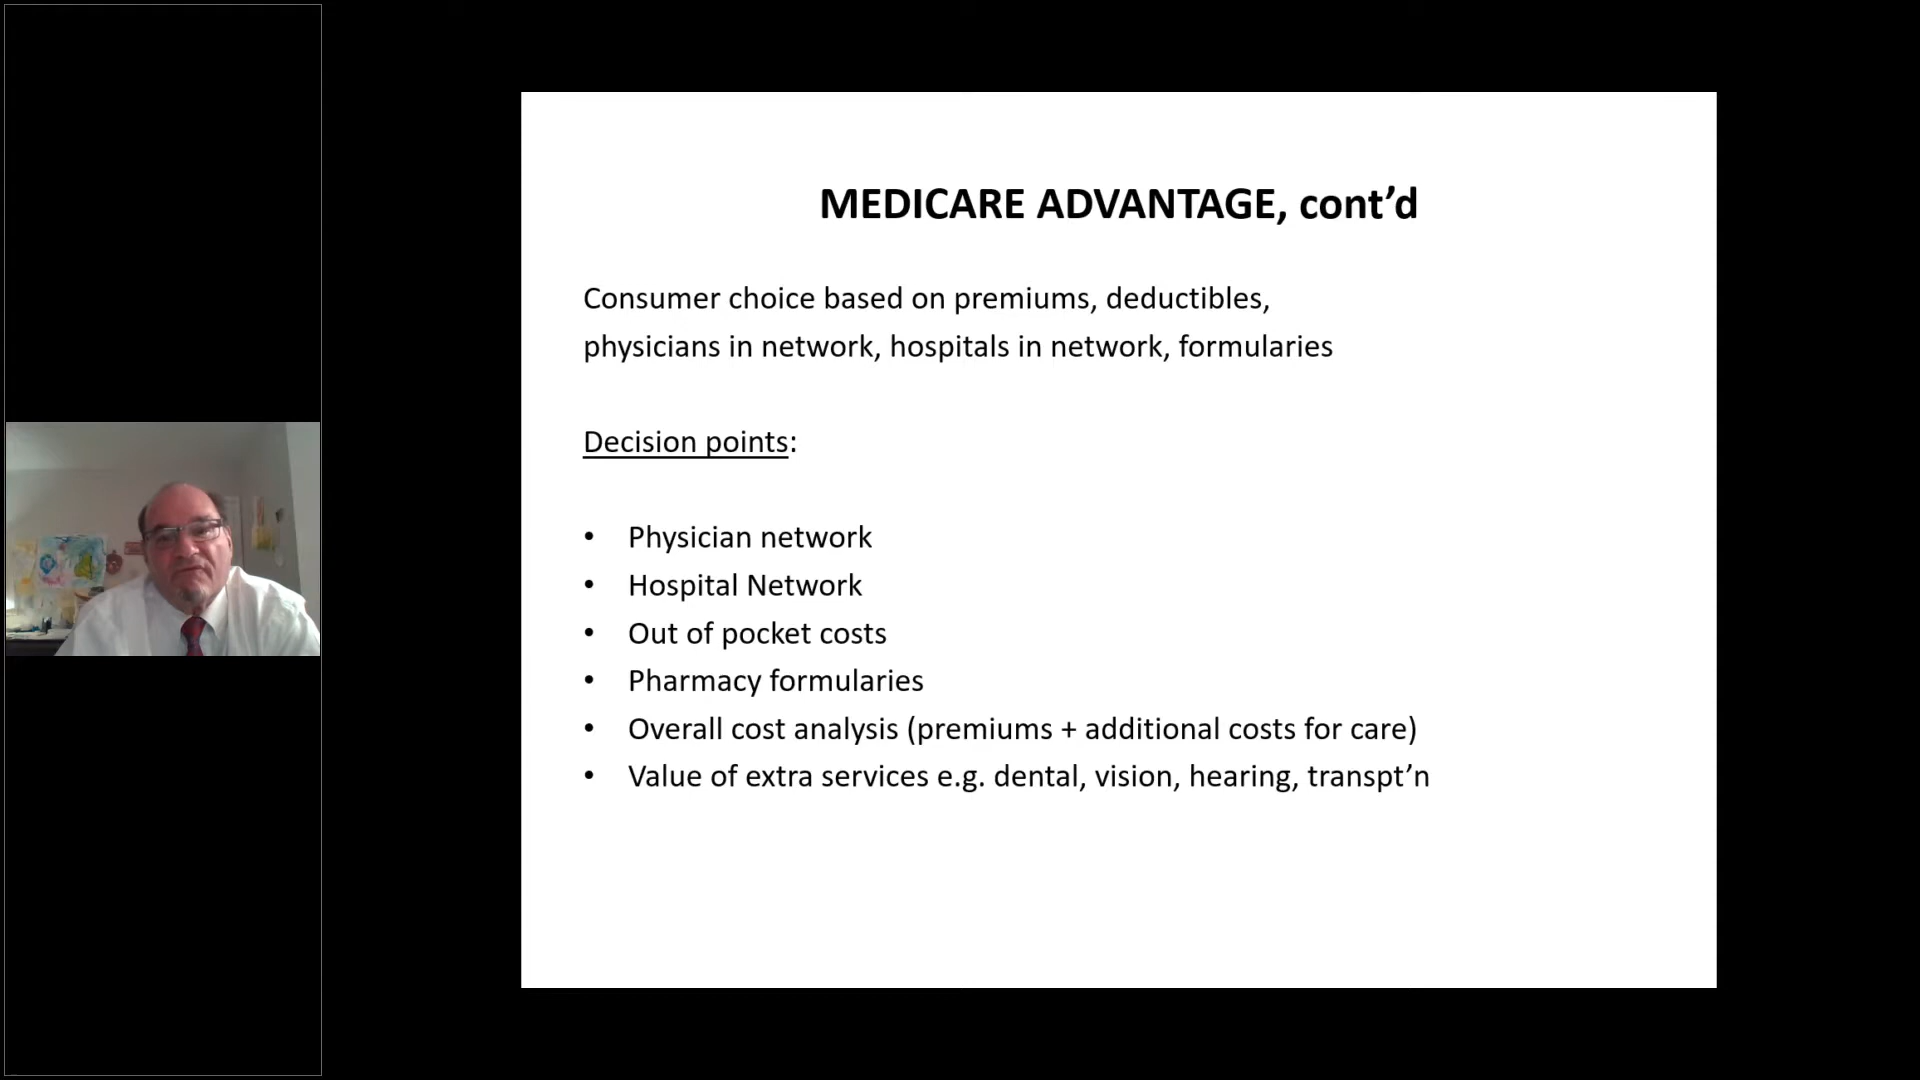 MEDICARE ADVANTAGE, cont’d
Consumer choice based on premiums, deductibles,
physicians in network, hospitals in network, formularies
Decision points:
• Physician network
• Hospital Network
• Out of pocket costs
• Pharmacy formularies
• Overall cost analysis (premiums + additional costs for care)
• Value of extra services e.g. dental, vision, hearing, transpt’n